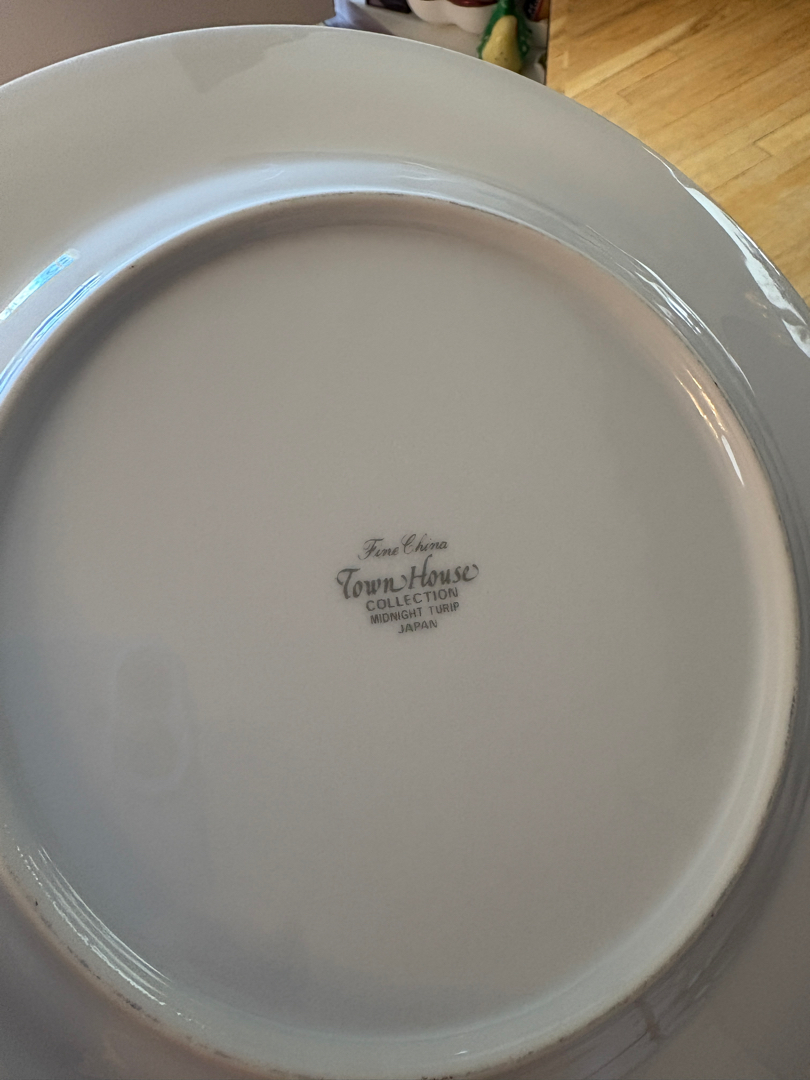 Fine China
Town House
COLLECTION
MIDNIGHT TURIP
JAPAN